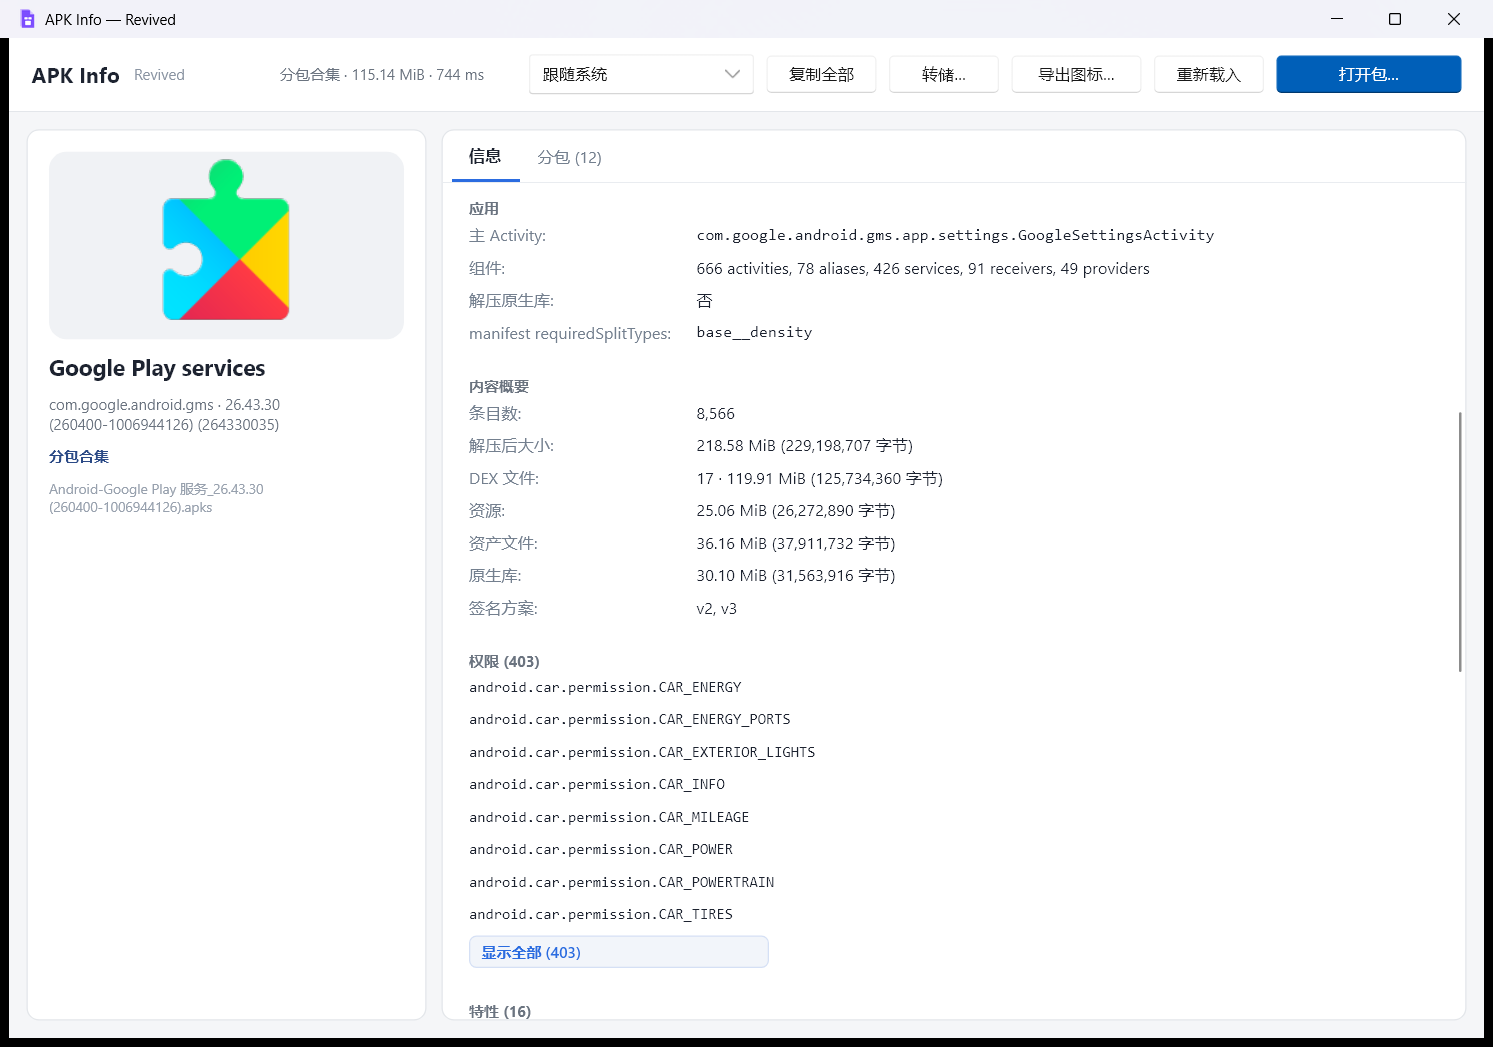 APK Info — Revived
APK Info Revived 分包合集 · 115.14 MiB · 744 ms 跟随系统 复制全部 转储... 导出图标... 重新载入 打开包...
Google Play services
com.google.android.gms · 26.43.30
(260400-1006944126) (264330035)
分包合集
Android-Google Play 服务_26.43.30
(260400-1006944126).apks
信息 分包 (12)
应用
主 Activity: com.google.android.gms.app.settings.GoogleSettingsActivity
组件: 666 activities, 78 aliases, 426 services, 91 receivers, 49 providers
解压原生库: 否
manifest requiredSplitTypes: base__density
内容概要
条目数: 8,566
解压后大小: 218.58 MiB (229,198,707 字节)
DEX 文件: 17 · 119.91 MiB (125,734,360 字节)
资源: 25.06 MiB (26,272,890 字节)
资产文件: 36.16 MiB (37,911,732 字节)
原生库: 30.10 MiB (31,563,916 字节)
签名方案: v2, v3
权限 (403)
android.car.permission.CAR_ENERGY
android.car.permission.CAR_ENERGY_PORTS
android.car.permission.CAR_EXTERIOR_LIGHTS
android.car.permission.CAR_INFO
android.car.permission.CAR_MILEAGE
android.car.permission.CAR_POWER
android.car.permission.CAR_POWERTRAIN
android.car.permission.CAR_TIRES
显示全部 (403)
特性 (16)